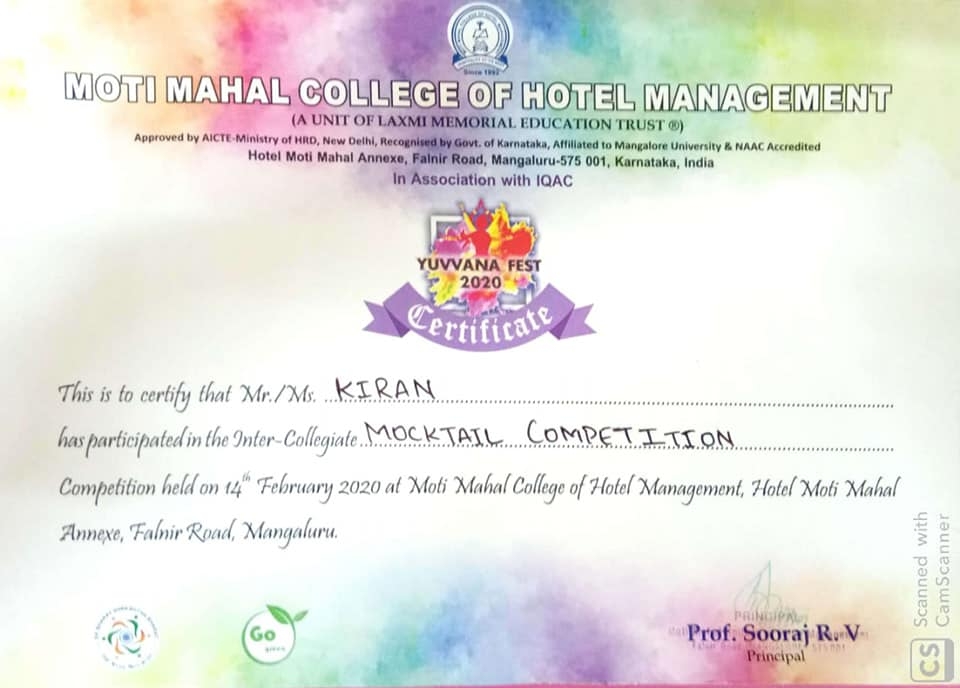 Since 1992
MOTI MAHAL COLLEGE OF HOTEL MANAGEMENT
(A UNIT OF LAXMI MEMORIAL EDUCATION TRUST ®)
Approved by AICTE-Ministry of HRD, New Delhi, Recognised by Govt. of Karnataka, Affiliated to Mangalore University & NAAC Accredited
Hotel Moti Mahal Annexe, Falnir Road, Mangaluru-575 001, Karnataka, India
In Association with IQAC
YUVVANA FEST
2020
Certificate
This is to certify that Mr./Ms. KIRAN
has participated in the Inter-Collegiate MOCKTAIL COMPETITION
Competition held on 14th February 2020 at Moti Mahal College of Hotel Management, Hotel Moti Mahal
Annexe, Falnir Road, Mangaluru.
Go
green
PRINCIPAL
Prof. Sooraj R. V
Principal
CS Scanned with
CamScanner